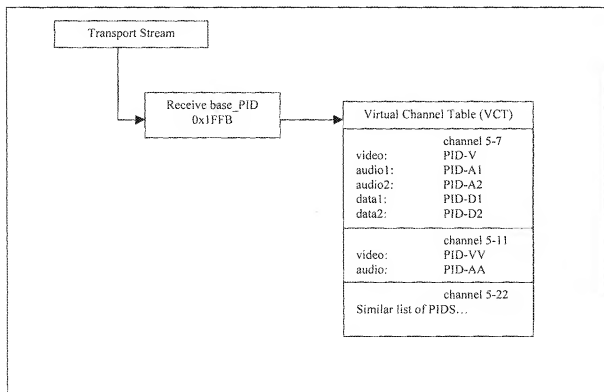 Transport Stream
Receive base_PID
0x1FFB
Virtual Channel Table (VCT)
channel 5-7
video: PID-V
audio1: PID-A1
audio2: PID-A2
data1: PID-D1
data2: PID-D2
channel 5-11
video: PID-VV
audio: PID-AA
channel 5-22
Similar list of PIDS...